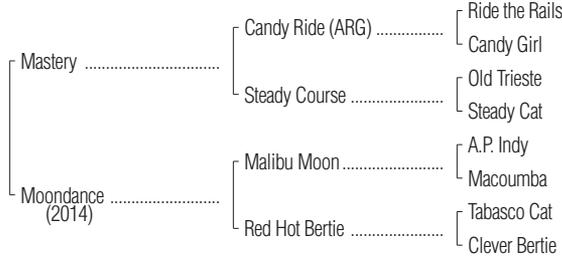 Ride the Rails
Candy Ride (ARG) ................
Candy Girl
Mastery ................................
Old Trieste
Steady Course ......................
Steady Cat
A.P. Indy
Malibu Moon........................
Macoumba
Moondance ..........................
(2014)
Tabasco Cat
Red Hot Bertie ......................
Clever Bertie